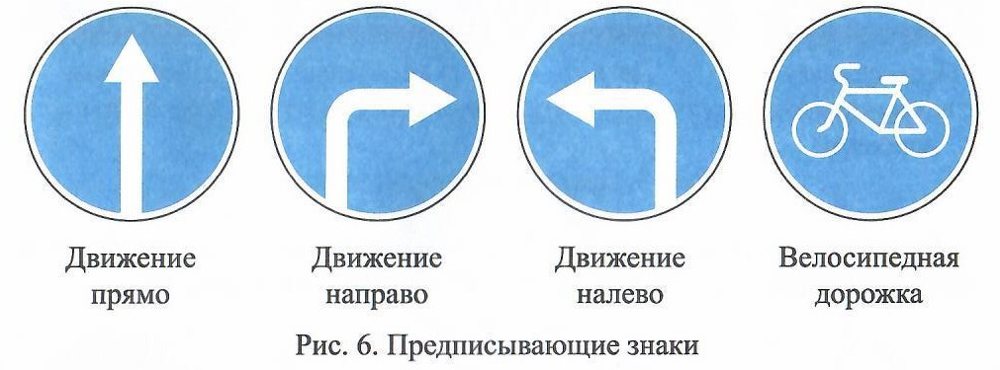 Движение
прямо
Движение
направо
Движение
налево
Велосипедная
дорожка
Рис. 6. Предписывающие знаки